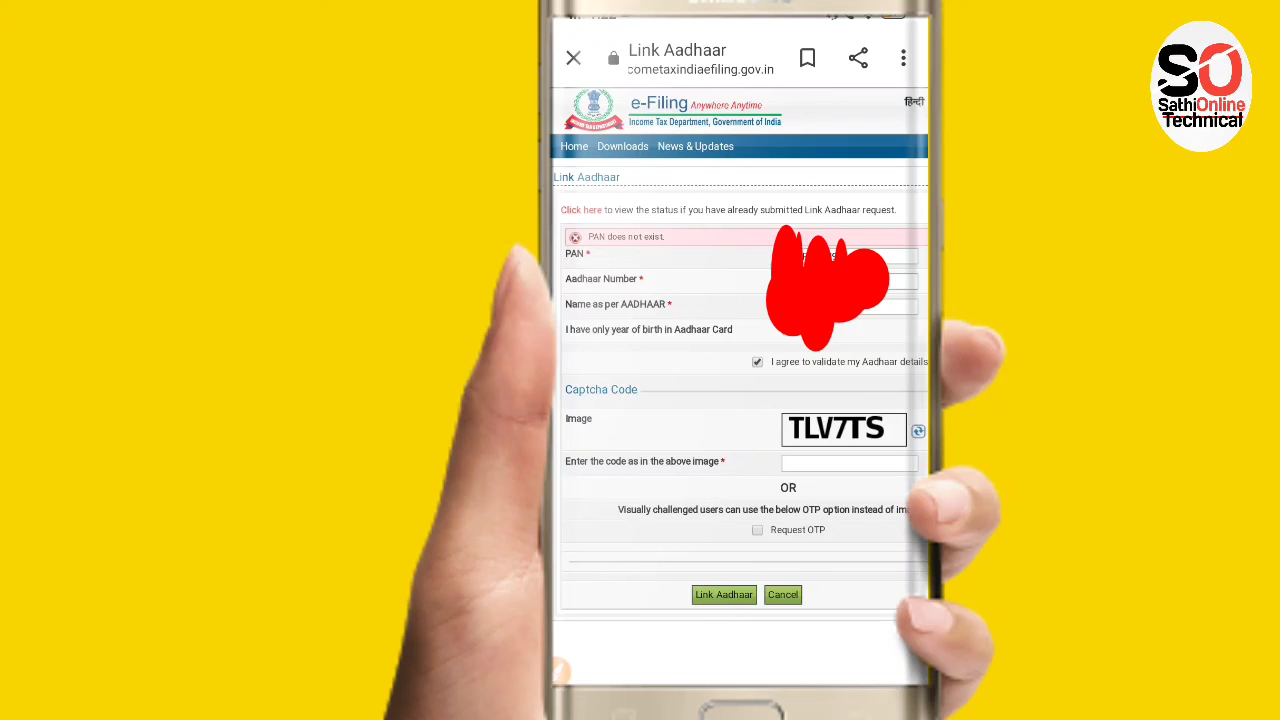 Link Aadhaar
cometaxindiaefiling.gov.in
e-Filing Anywhere Anytime
Income Tax Department, Government of India
हिन्दी
Home Downloads News & Updates
Link Aadhaar
Click here to view the status if you have already submitted Link Aadhaar request.
PAN does not exist.
PAN *
Aadhaar Number *
Name as per AADHAAR *
I have only year of birth in Aadhaar Card
I agree to validate my Aadhaar details
Captcha Code
Image
TLV7TS
Enter the code as in the above image *
OR
Visually challenged users can use the below OTP option instead of im
Request OTP
Link Aadhaar Cancel
SO
SathiOnline
Technical